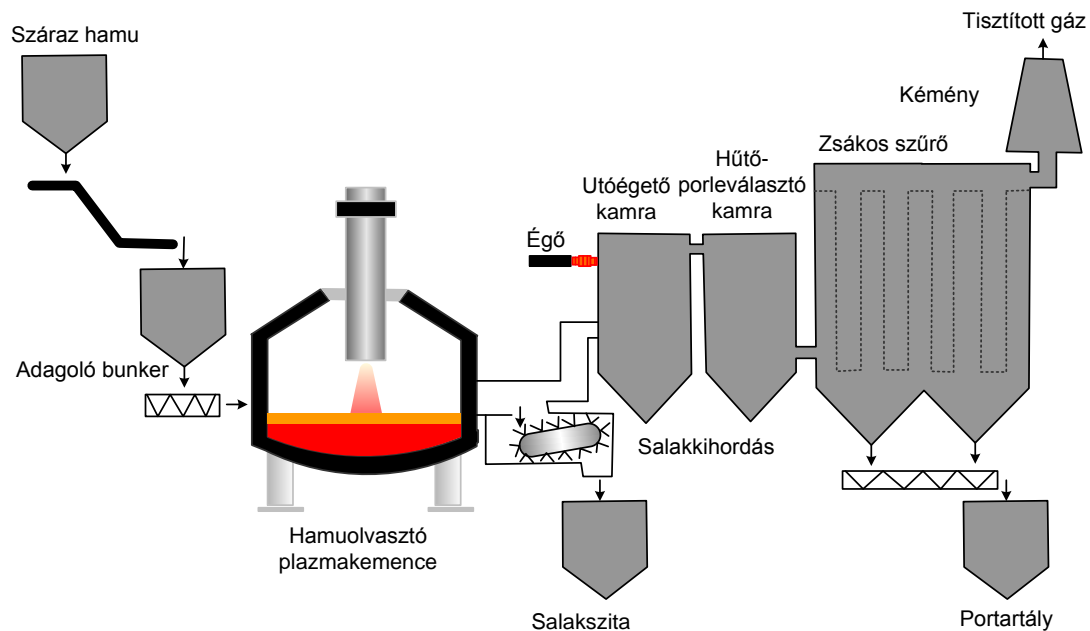 Száraz hamu
Tisztított gáz
Kémény
Zsákos szűrő
Hűtő-
porleválasztó
kamra
Utóégető
kamra
Égő
Adagoló bunker
Salakkihordás
Hamuolvasztó
plazmakemence
Salakszita
Portartály